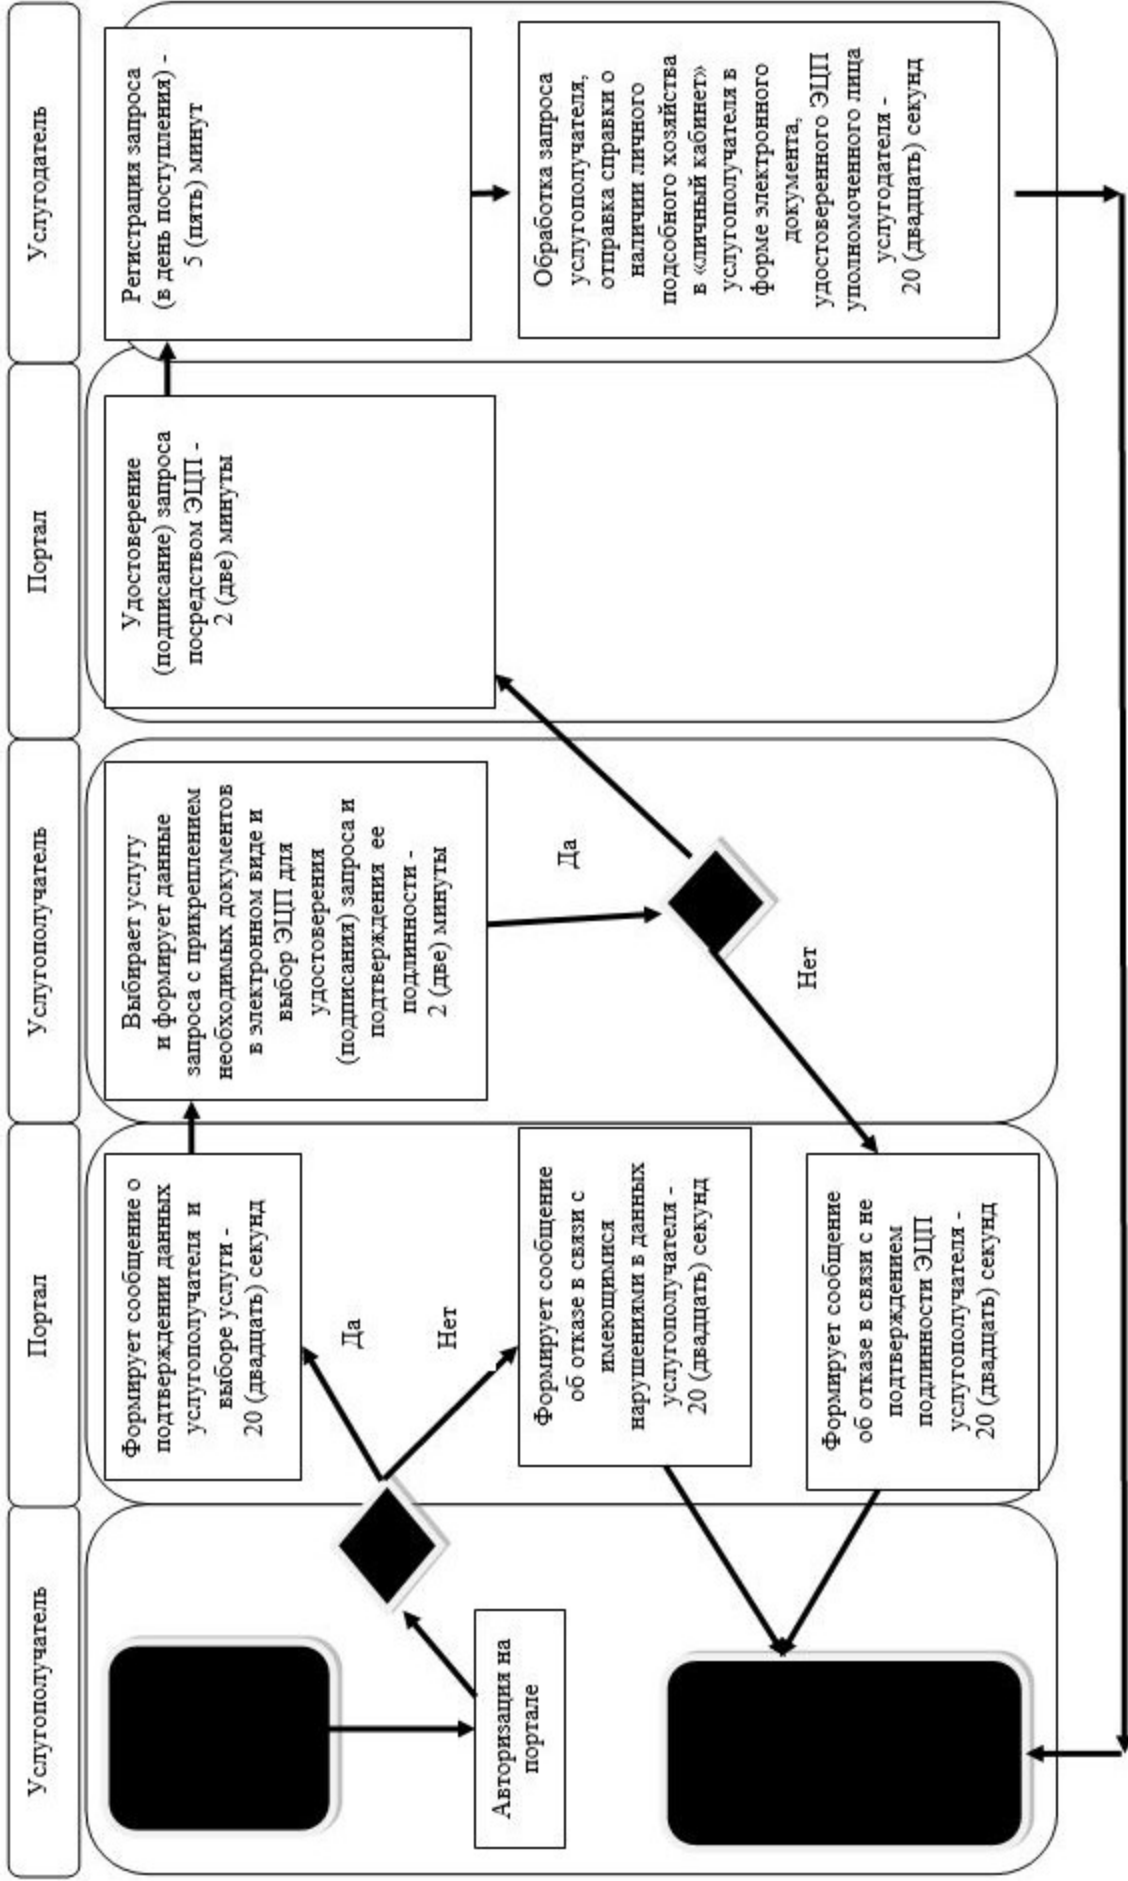 Услугополучатель
Портал
Услугополучатель
Портал
Услугодатель
Авторизация на
портале
Формирует сообщение о
подтверждении данных
услугополучателя и
выборе услуги -
20 (двадцать) секунд
Да
Нет
Формирует сообщение
об отказе в связи с
имеющимися
нарушениями в данных
услугополучателя -
20 (двадцать) секунд
Формирует сообщение
об отказе в связи с не
подтверждением
подлинности ЭЦП
услугополучателя -
20 (двадцать) секунд
Выбирает услугу
и формирует данные
запроса с прикреплением
необходимых документов
в электронном виде и
выбор ЭЦП для
удостоверения
(подписания) запроса и
подтверждения ее
подлинности -
2 (две) минуты
Да
Нет
Удостоверение
(подписание) запроса
посредством ЭЦП -
2 (две) минуты
Регистрация запроса
(в день поступления) -
5 (пять) минут
Обработка запроса
услугополучателя,
отправка справки о
наличии личного
подсобного хозяйства
в «личный кабинет»
услугополучателя в
форме электронного
документа,
удостоверенного ЭЦП
уполномоченного лица
услугодателя -
20 (двадцать) секунд